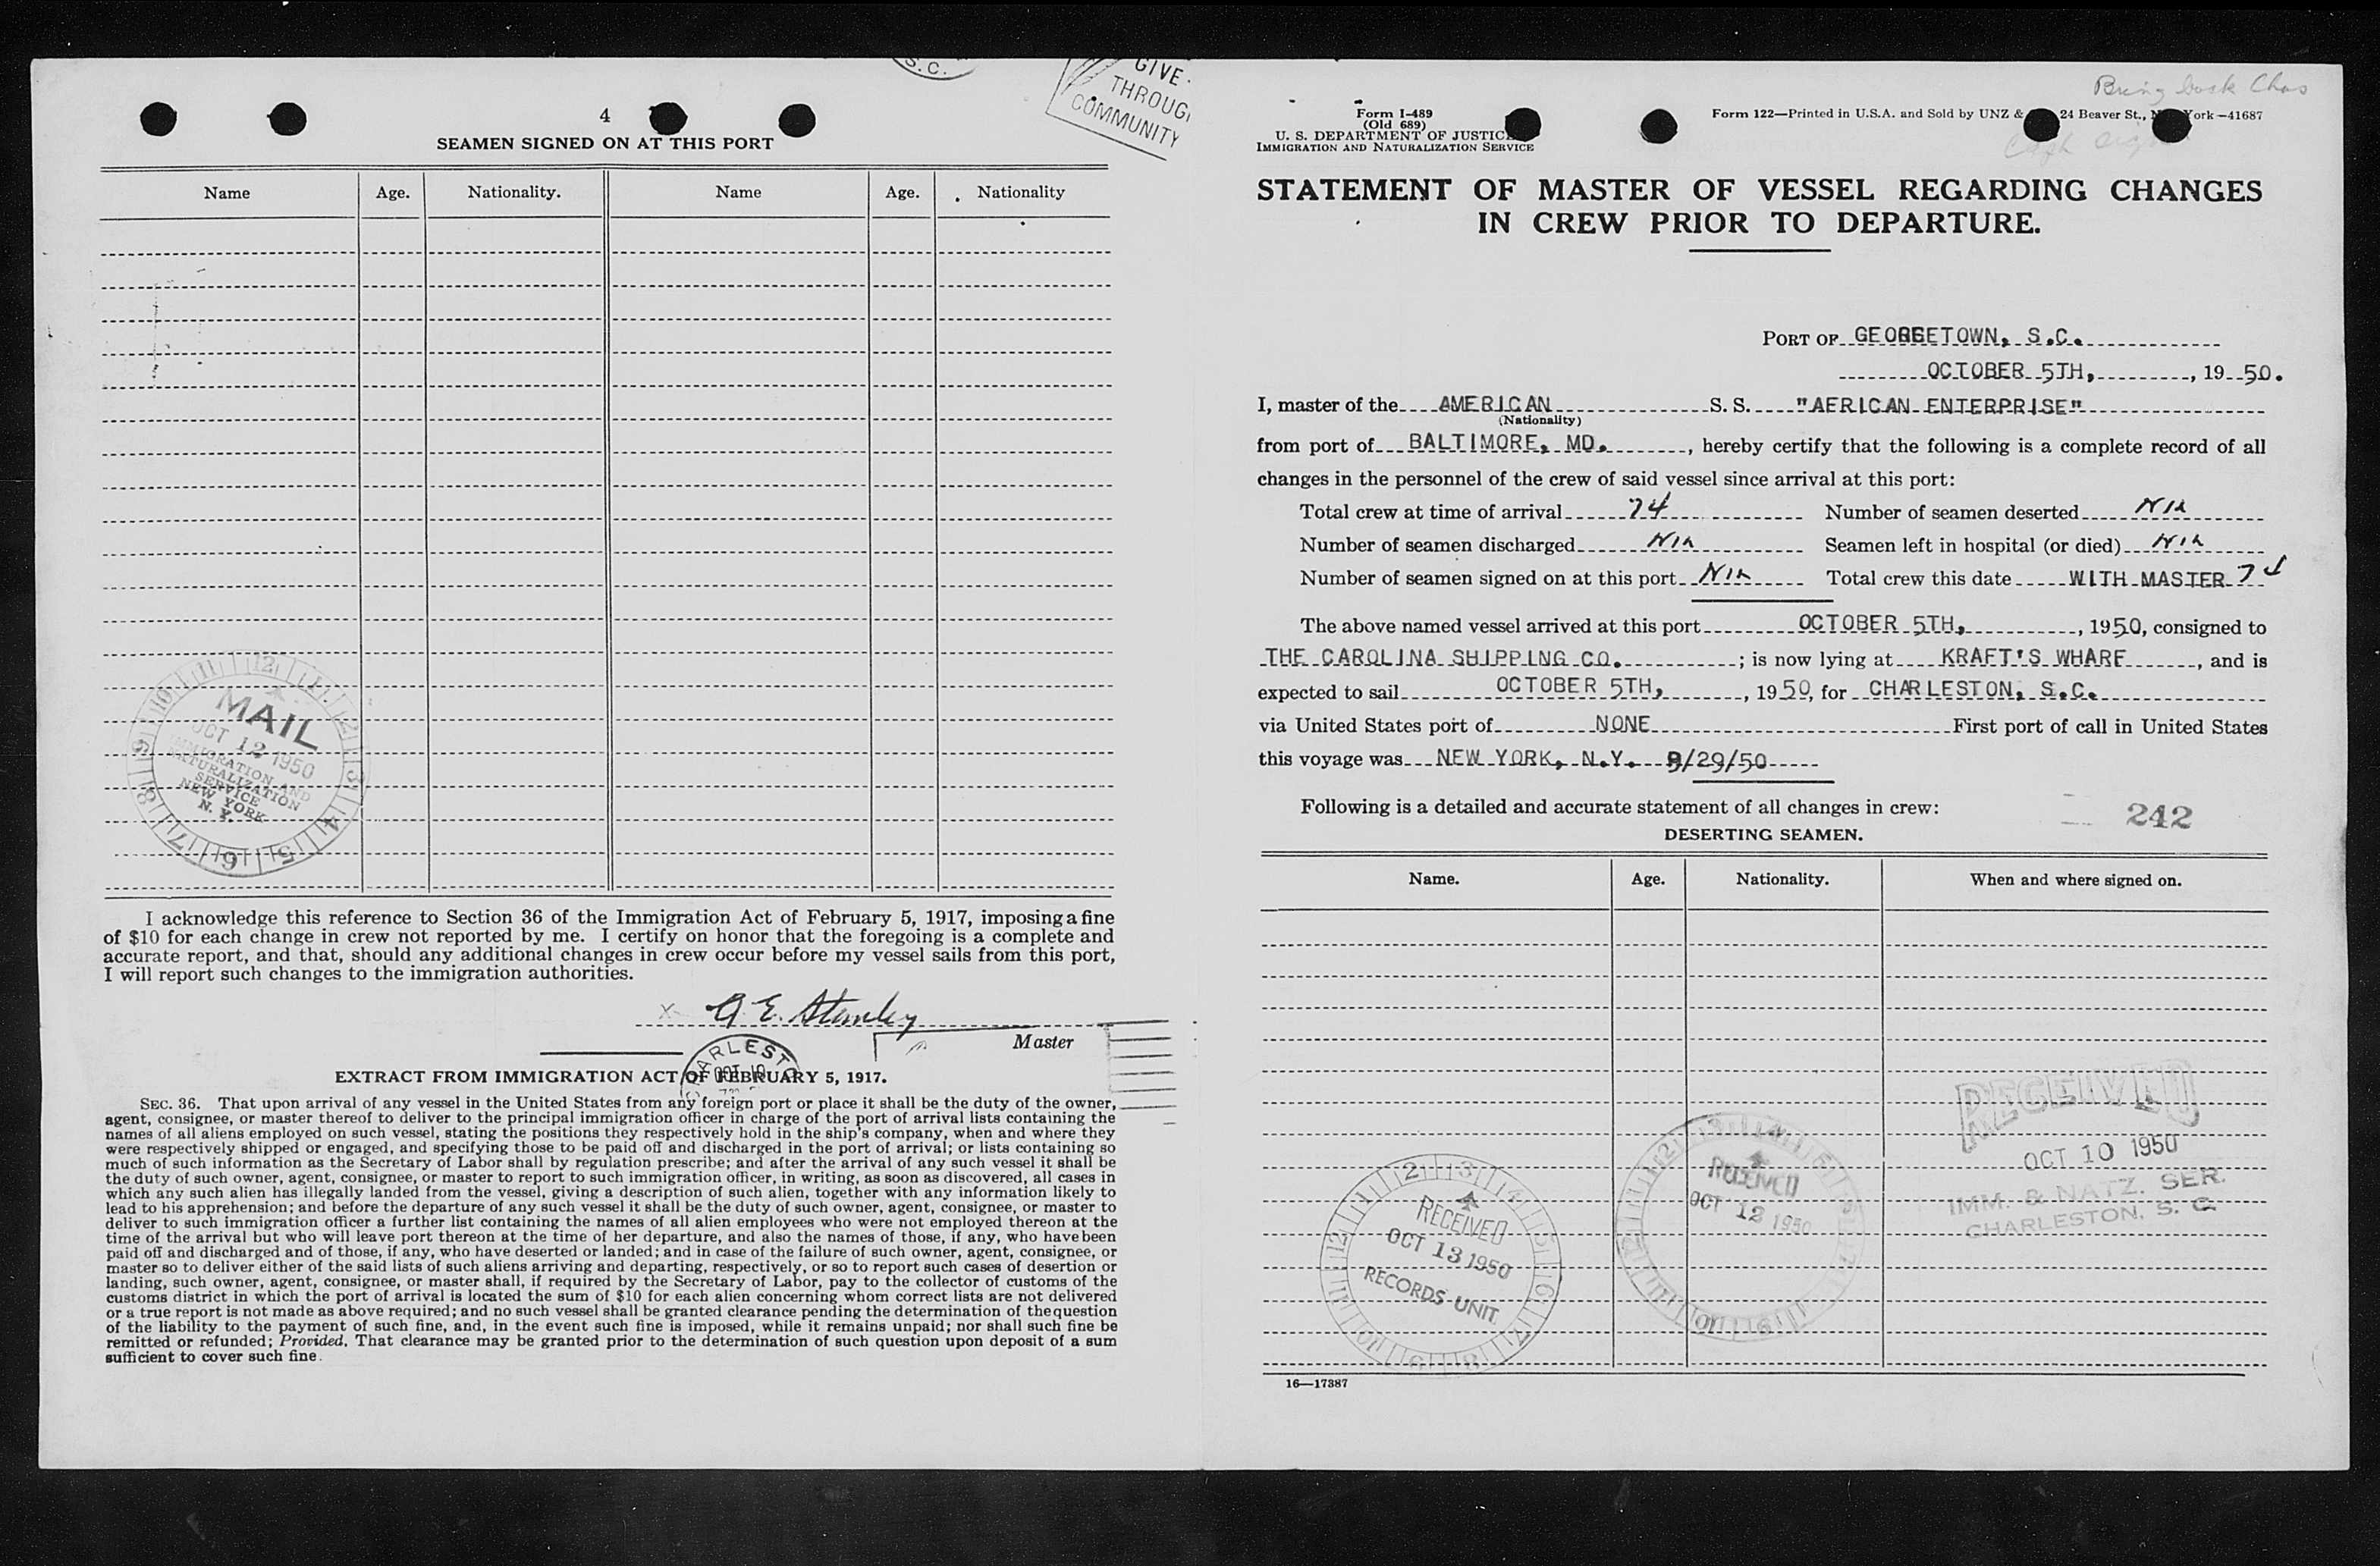 S. C.
GIVE
THROUG
COMMUNITY
4
SEAMEN SIGNED ON AT THIS PORT
Name Age. Nationality. Name Age. Nationality
MAIL
OCT 12 1950
IMMIGRATION AND
NATURALIZATION
SERVICE
NEW YORK
N. Y.
I acknowledge this reference to Section 36 of the Immigration Act of February 5, 1917, imposing a fine
of $10 for each change in crew not reported by me. I certify on honor that the foregoing is a complete and
accurate report, and that, should any additional changes in crew occur before my vessel sails from this port,
I will report such changes to the immigration authorities.
x G. E. Stanley
Master
CHARLESTO
OCT 10
EXTRACT FROM IMMIGRATION ACT OF FEBRUARY 5, 1917.
SEC. 36. That upon arrival of any vessel in the United States from any foreign port or place it shall be the duty of the owner,
agent, consignee, or master thereof to deliver to the principal immigration officer in charge of the port of arrival lists containing the
names of all aliens employed on such vessel, stating the positions they respectively hold in the ship's company, when and where they
were respectively shipped or engaged, and specifying those to be paid off and discharged in the port of arrival; or lists containing so
much of such information as the Secretary of Labor shall by regulation prescribe; and after the arrival of any such vessel it shall be
the duty of such owner, agent, consignee, or master to report to such immigration officer, in writing, as soon as discovered, all cases in
which any such alien has illegally landed from the vessel, giving a description of such alien, together with any information likely to
lead to his apprehension; and before the departure of any such vessel it shall be the duty of such owner, agent, consignee, or master to
deliver to such immigration officer a further list containing the names of all alien employees who were not employed thereon at the
time of the arrival but who will leave port thereon at the time of her departure, and also the names of those, if any, who have been
paid off and discharged and of those, if any, who have deserted or landed; and in case of the failure of such owner, agent, consignee, or
master so to deliver either of the said lists of such aliens arriving and departing, respectively, or so to report such cases of desertion or
landing, such owner, agent, consignee, or master shall, if required by the Secretary of Labor, pay to the collector of customs of the
customs district in which the port of arrival is located the sum of $10 for each alien concerning whom correct lists are not delivered
or a true report is not made as above required; and no such vessel shall be granted clearance pending the determination of the question
of the liability to the payment of such fine, and, in the event such fine is imposed, while it remains unpaid; nor shall such fine be
remitted or refunded; Provided, That clearance may be granted prior to the determination of such question upon deposit of a sum
sufficient to cover such fine.
Bring back Chas
Form I-489
(Old 689)
U. S. DEPARTMENT OF JUSTIC
IMMIGRATION AND NATURALIZATION SERVICE
Form 122—Printed in U.S.A. and Sold by UNZ & 24 Beaver St., N York—41687
STATEMENT OF MASTER OF VESSEL REGARDING CHANGES
IN CREW PRIOR TO DEPARTURE.
PORT OF GEORGETOWN, S.C.
OCTOBER 5TH, , 19 50.
I, master of the AMERICAN S. S. "AFRICAN ENTERPRISE"
(Nationality)
from port of BALTIMORE, MD. , hereby certify that the following is a complete record of all
changes in the personnel of the crew of said vessel since arrival at this port:
Total crew at time of arrival 74 Number of seamen deserted Nil
Number of seamen discharged Nil Seamen left in hospital (or died) Nil
Number of seamen signed on at this port Nil Total crew this date WITH MASTER 74
The above named vessel arrived at this port OCTOBER 5TH, , 1950, consigned to
THE CAROLINA SHIPPING CO. ; is now lying at KRAFT'S WHARF , and is
expected to sail OCTOBER 5TH, , 1950, for CHARLESTON, S.C.
via United States port of NONE First port of call in United States
this voyage was NEW YORK, N.Y. 9/29/50
Following is a detailed and accurate statement of all changes in crew:
242
DESERTING SEAMEN.
Name. Age. Nationality. When and where signed on.
RECEIVED
OCT 10 1950
IMM. & NATZ. SER.
CHARLESTON, S. C.
RECEIVED
OCT 12 1950
RECEIVED
OCT 13 1950
RECORDS UNIT
16—17387